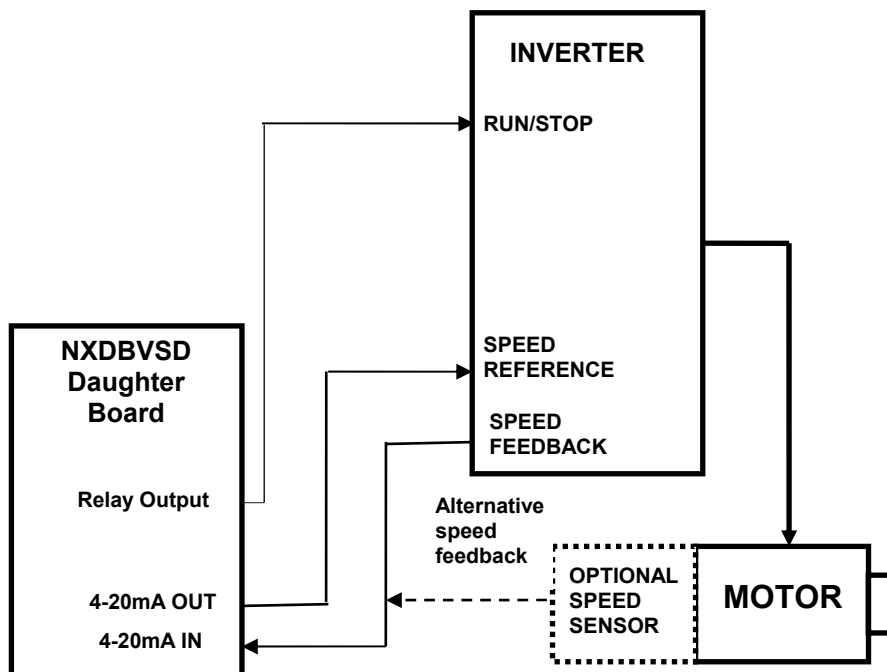 INVERTER
RUN/STOP
SPEED
REFERENCE
SPEED
FEEDBACK
NXDBVSD
Daughter
Board
Relay Output
4-20mA OUT
4-20mA IN
Alternative
speed
feedback
OPTIONAL
SPEED
SENSOR
MOTOR